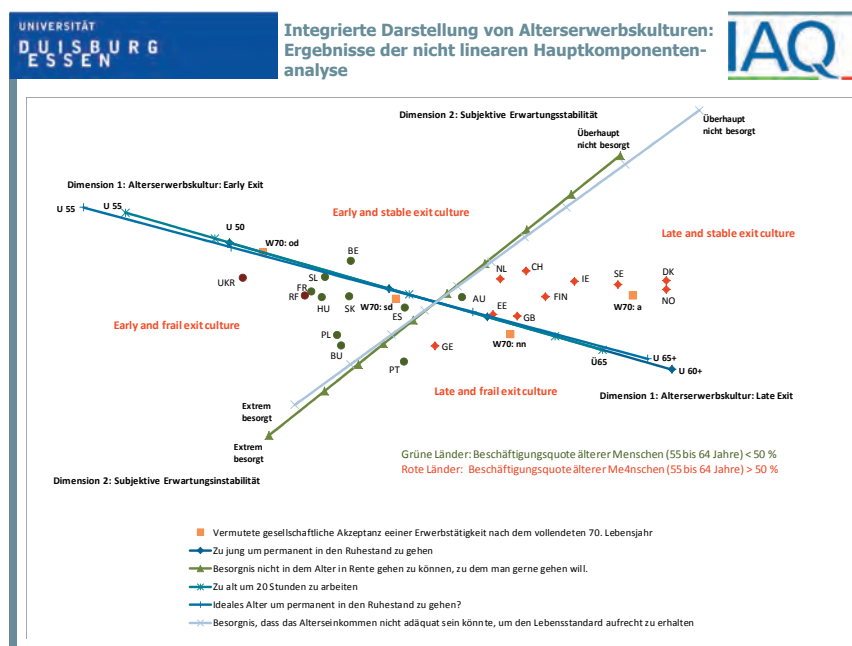 UNIVERSITÄT
DUISBURG
ESSEN
Integrierte Darstellung von Alterserwerbskulturen:
Ergebnisse der nicht linearen Hauptkomponenten-
analyse
IAQ
Dimension 2: Subjektive Erwartungsstabilität
Überhaupt
nicht besorgt
Überhaupt
nicht besorgt
Dimension 1: Alterserwerbskultur: Early Exit
U 55
U 55
U 50
Early and stable exit culture
Late and stable exit culture
W70: od
BE
UKR
SL
FR
RF
HU
SK
W70: sd
ES
NL
CH
AU
EE
GB
FIN
IE
SE
W70: a
DK
NO
Early and frail exit culture
PL
BU
PT
GE
W70: nn
Ü65
U 65+
U 60+
Late and frail exit culture
Dimension 1: Alterserwerbskultur: Late Exit
Extrem
besorgt
Extrem
besorgt
Dimension 2: Subjektive Erwartungsinstabilität
Grüne Länder: Beschäftigungsquote älterer Menschen (55 bis 64 Jahre) < 50 %
Rote Länder: Beschäftigungsquote älterer Me4nschen (55 bis 64 Jahre) > 50 %
Vermutete gesellschaftliche Akzeptanz eeiner Erwerbstätigkeit nach dem vollendeten 70. Lebensjahr
Zu jung um permanent in den Ruhestand zu gehen
Besorgnis nicht in dem Alter in Rente gehen zu können, zu dem man gerne gehen will.
Zu alt um 20 Stunden zu arbeiten
Ideales Alter um permanent in den Ruhestand zu gehen?
Besorgnis, dass das Alterseinkommen nicht adäquat sein könnte, um den Lebensstandard aufrecht zu erhalten